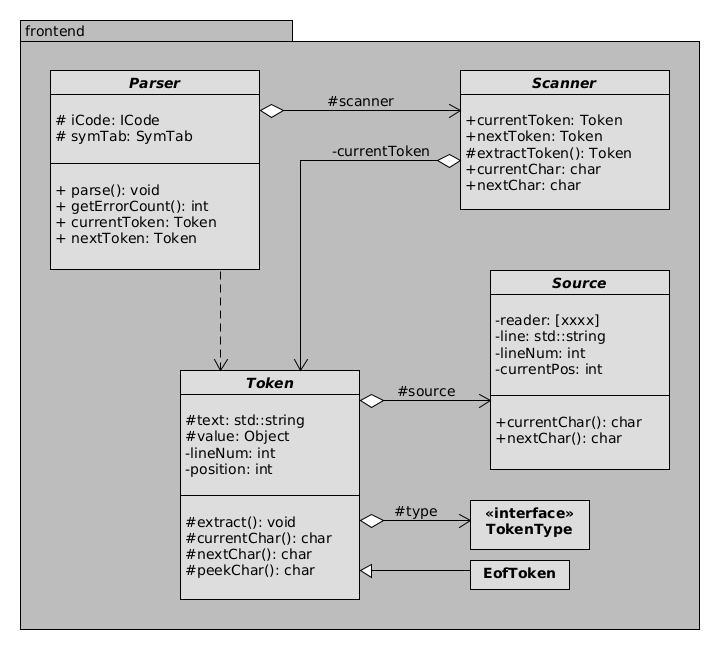 frontend
Parser
# iCode: ICode
# symTab: SymTab
+ parse(): void
+ getErrorCount(): int
+ currentToken: Token
+ nextToken: Token
#scanner
Scanner
+currentToken: Token
+nextToken: Token
#extractToken(): Token
+currentChar: char
+nextChar: char
-currentToken
Source
-reader: [xxxx]
-line: std::string
-lineNum: int
-currentPos: int
+currentChar(): char
+nextChar(): char
Token
#text: std::string
#value: Object
-lineNum: int
-position: int
#extract(): void
#currentChar(): char
#nextChar(): char
#peekChar(): char
#source
#type
«interface»
TokenType
EofToken